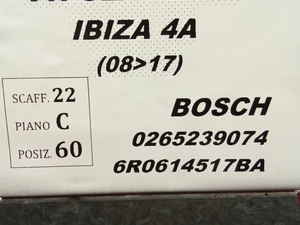 IBIZA 4A
(08>17)
SCAFF. 22
PIANO C
POSIZ. 60
BOSCH
0265239074
6R0614517BA